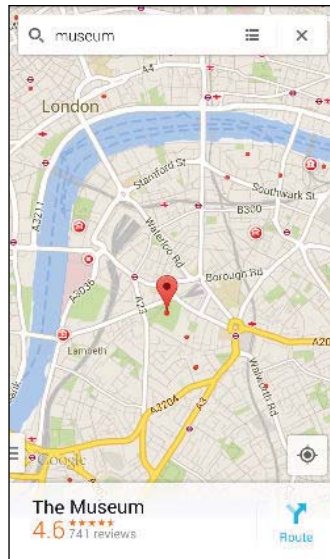 museum
A4
London
Stamford St
Southwark St
B300
A3211
Waterloo Rd
Borough Rd
A3036
A23
Lambeth
A20
A3204
A3
Walworth Rd
Google
The Museum
4.6
741 reviews
Route